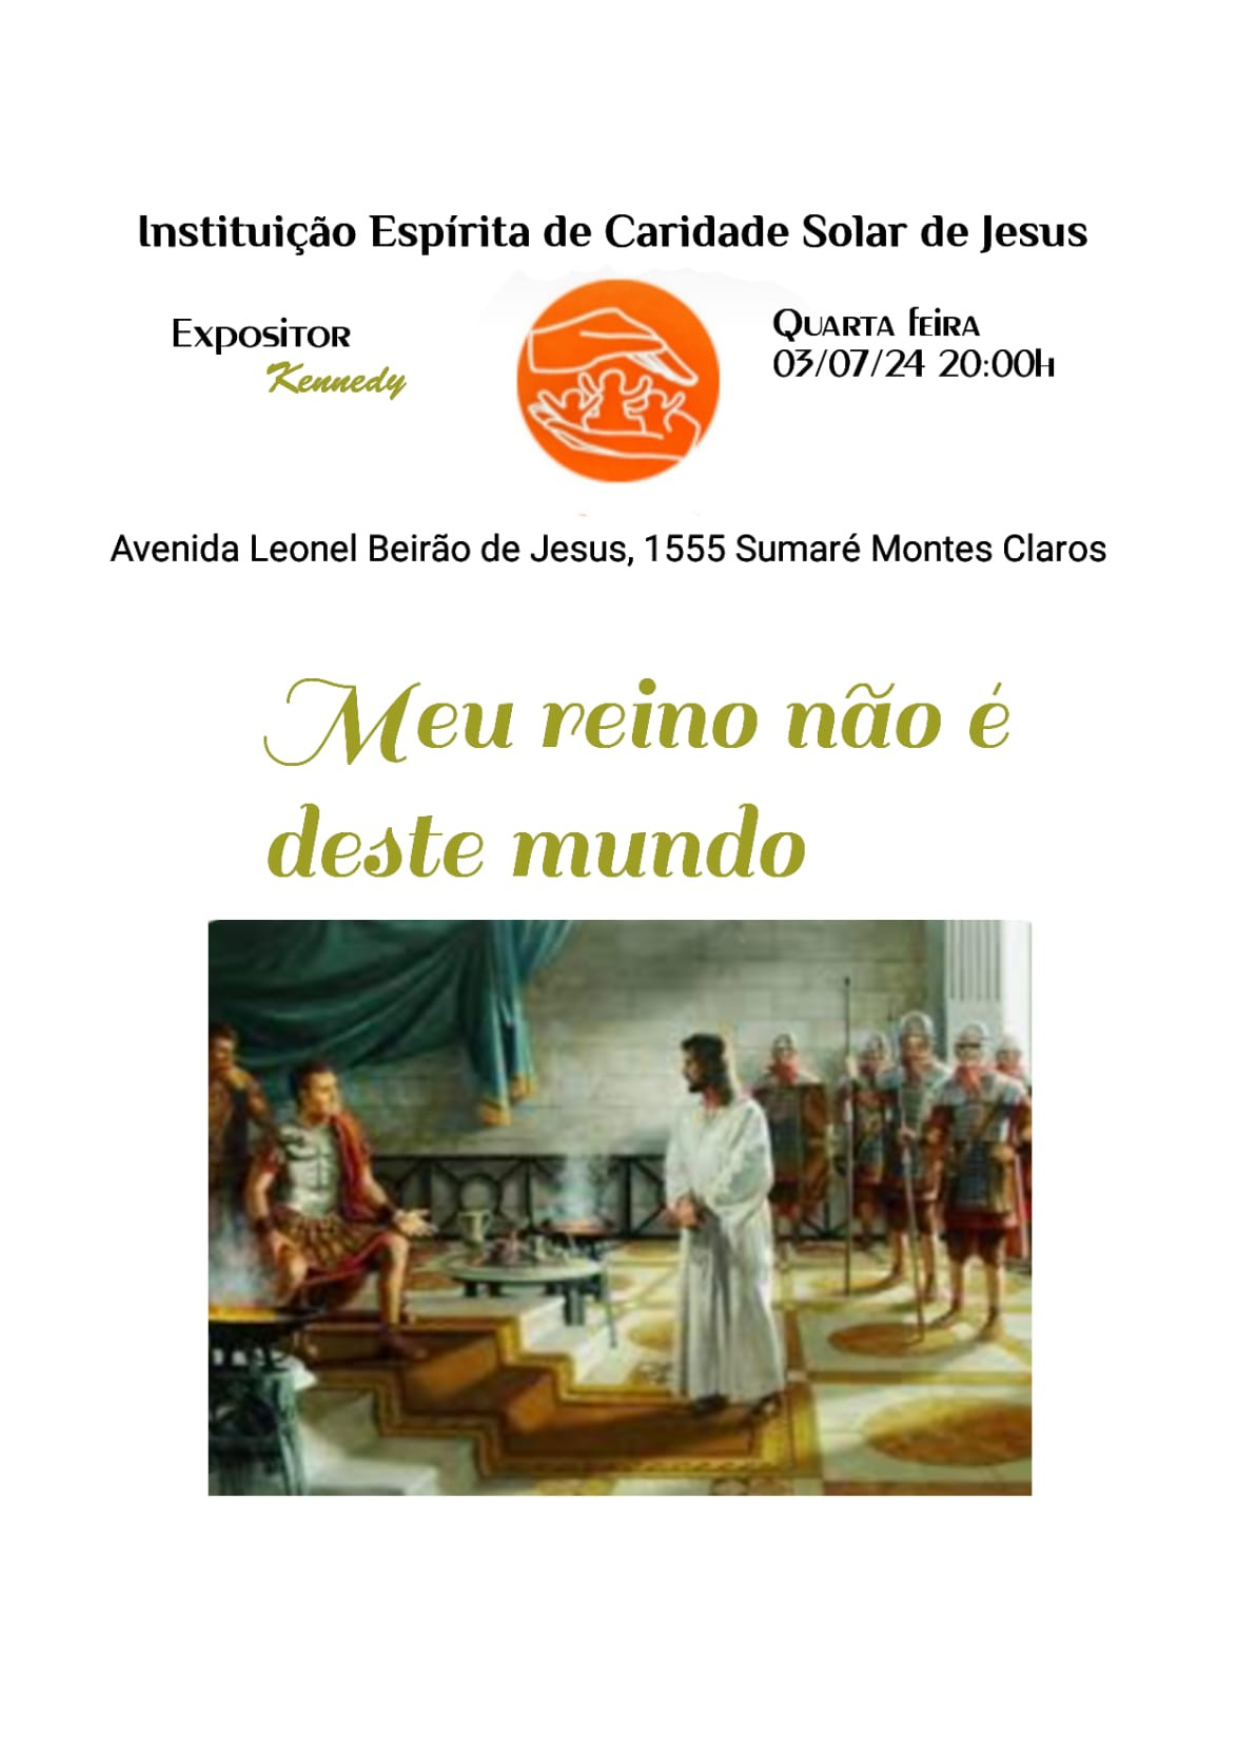 Instituição Espírita de Caridade Solar de Jesus
Expositor
Kennedy
Quarta feira
03/07/24 20:00h
Avenida Leonel Beirão de Jesus, 1555 Sumaré Montes Claros
Meu reino não é
deste mundo